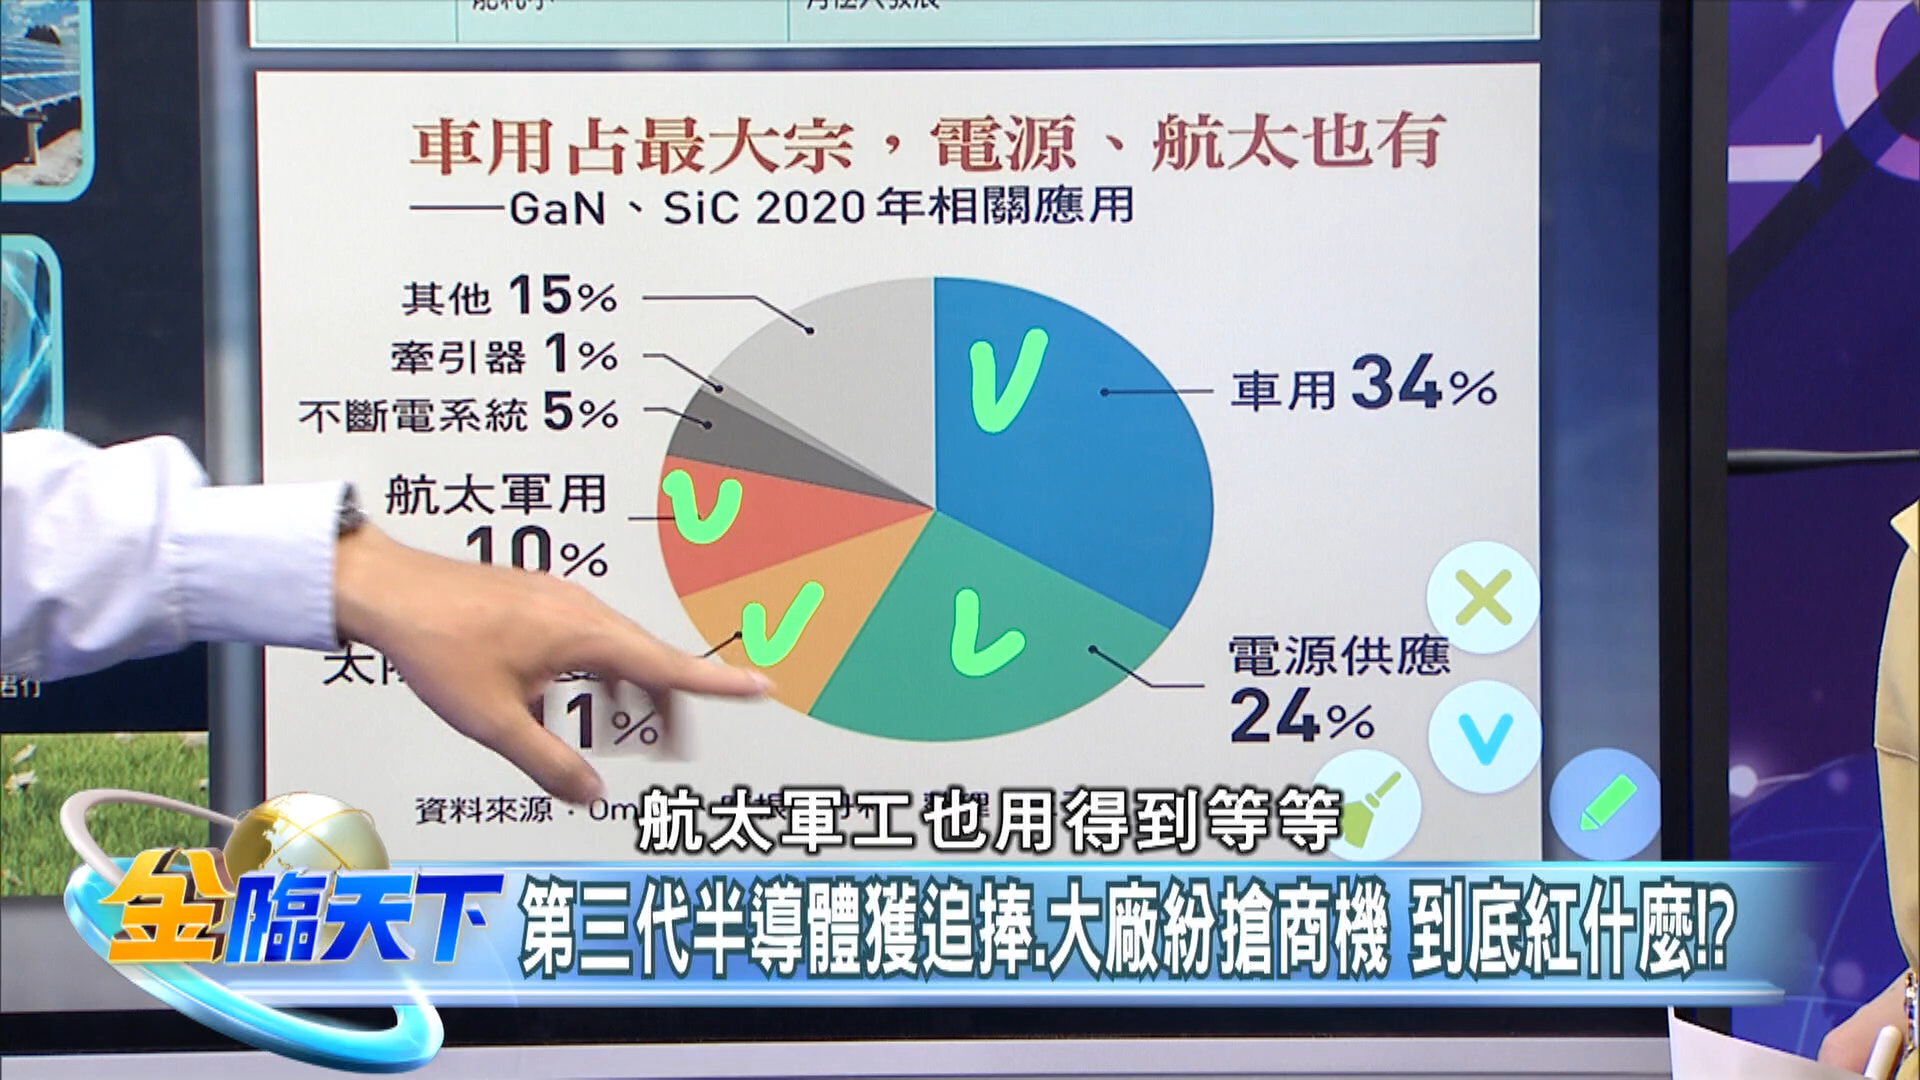 車用占最大宗，電源、航太也有
——GaN、SiC 2020年相關應用
其他 15%
牽引器 1%
不斷電系統 5%
航太軍用
10%
太陽
11%
車用 34%
電源供應
24%
資料來源：Om
航太軍工也用得到等等
金臨天下
第三代半導體獲追捧.大廠紛搶商機 到底紅什麼!?